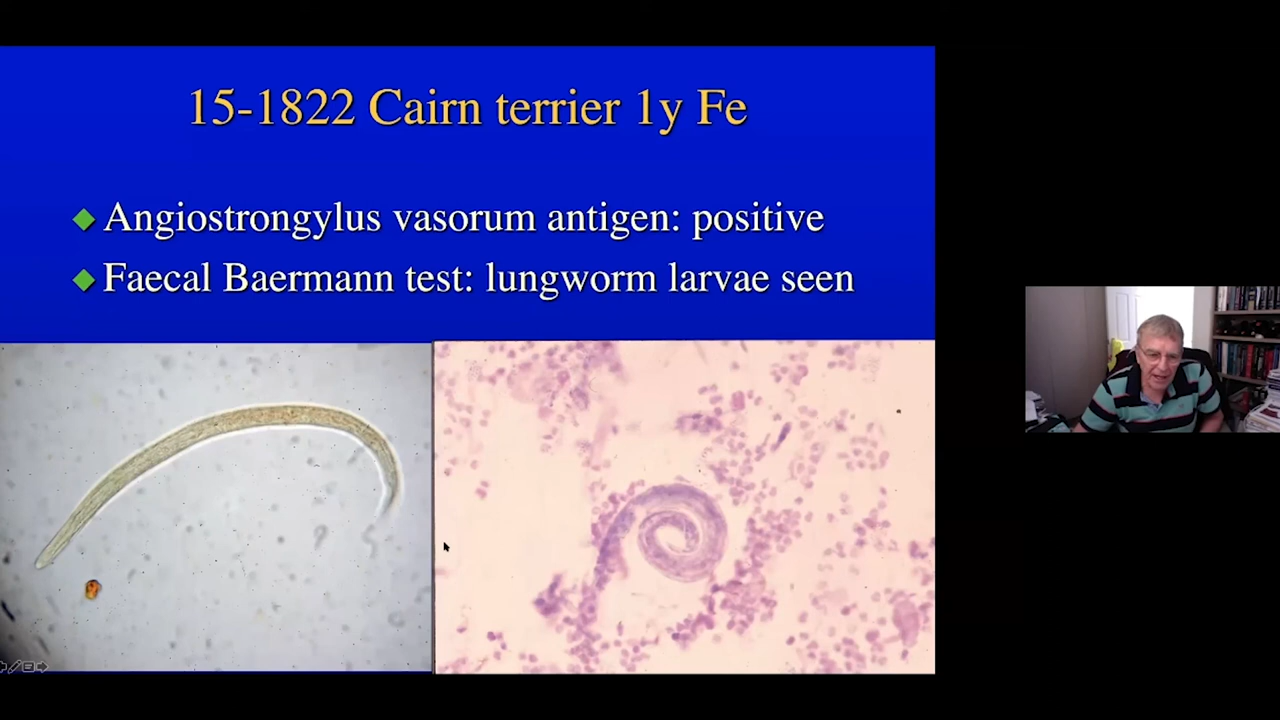 15-1822 Cairn terrier 1y Fe
Angiostrongylus vasorum antigen: positive
Faecal Baermann test: lungworm larvae seen